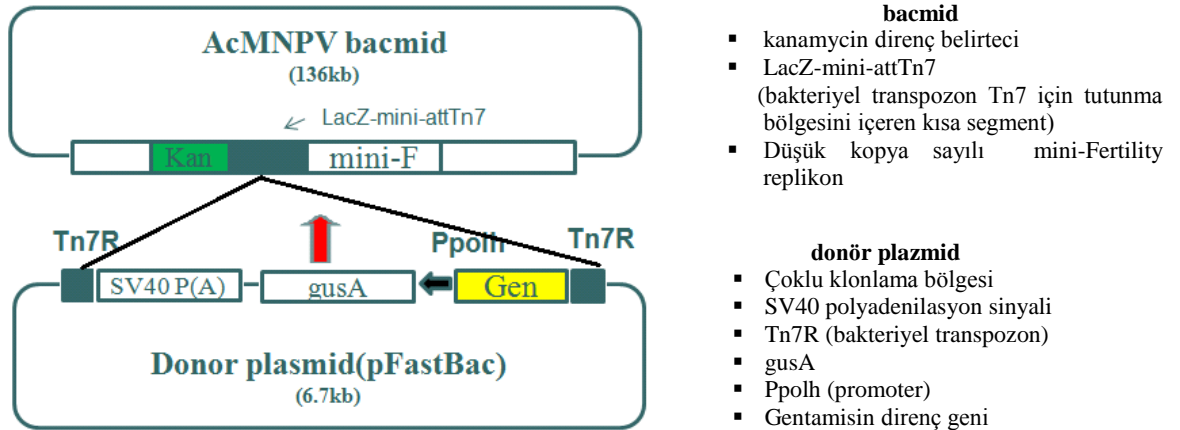 AcMNPV bacmid
(136kb)
LacZ-mini-attTn7
Kan
mini-F
Tn7R
Ppolh
Tn7R
SV40 P(A)
gusA
Gen
Donor plasmid(pFastBac)
(6.7kb)
bacmid
▪ kanamycin direnç belirteci
▪ LacZ-mini-attTn7
(bakteriyel transpozon Tn7 için tutunma
bölgesini içeren kısa segment)
▪ Düşük kopya sayılı mini-Fertility
replikon
donör plazmid
▪ Çoklu klonlama bölgesi
▪ SV40 polyadenilasyon sinyali
▪ Tn7R (bakteriyel transpozon)
▪ gusA
▪ Ppolh (promoter)
▪ Gentamisin direnç geni